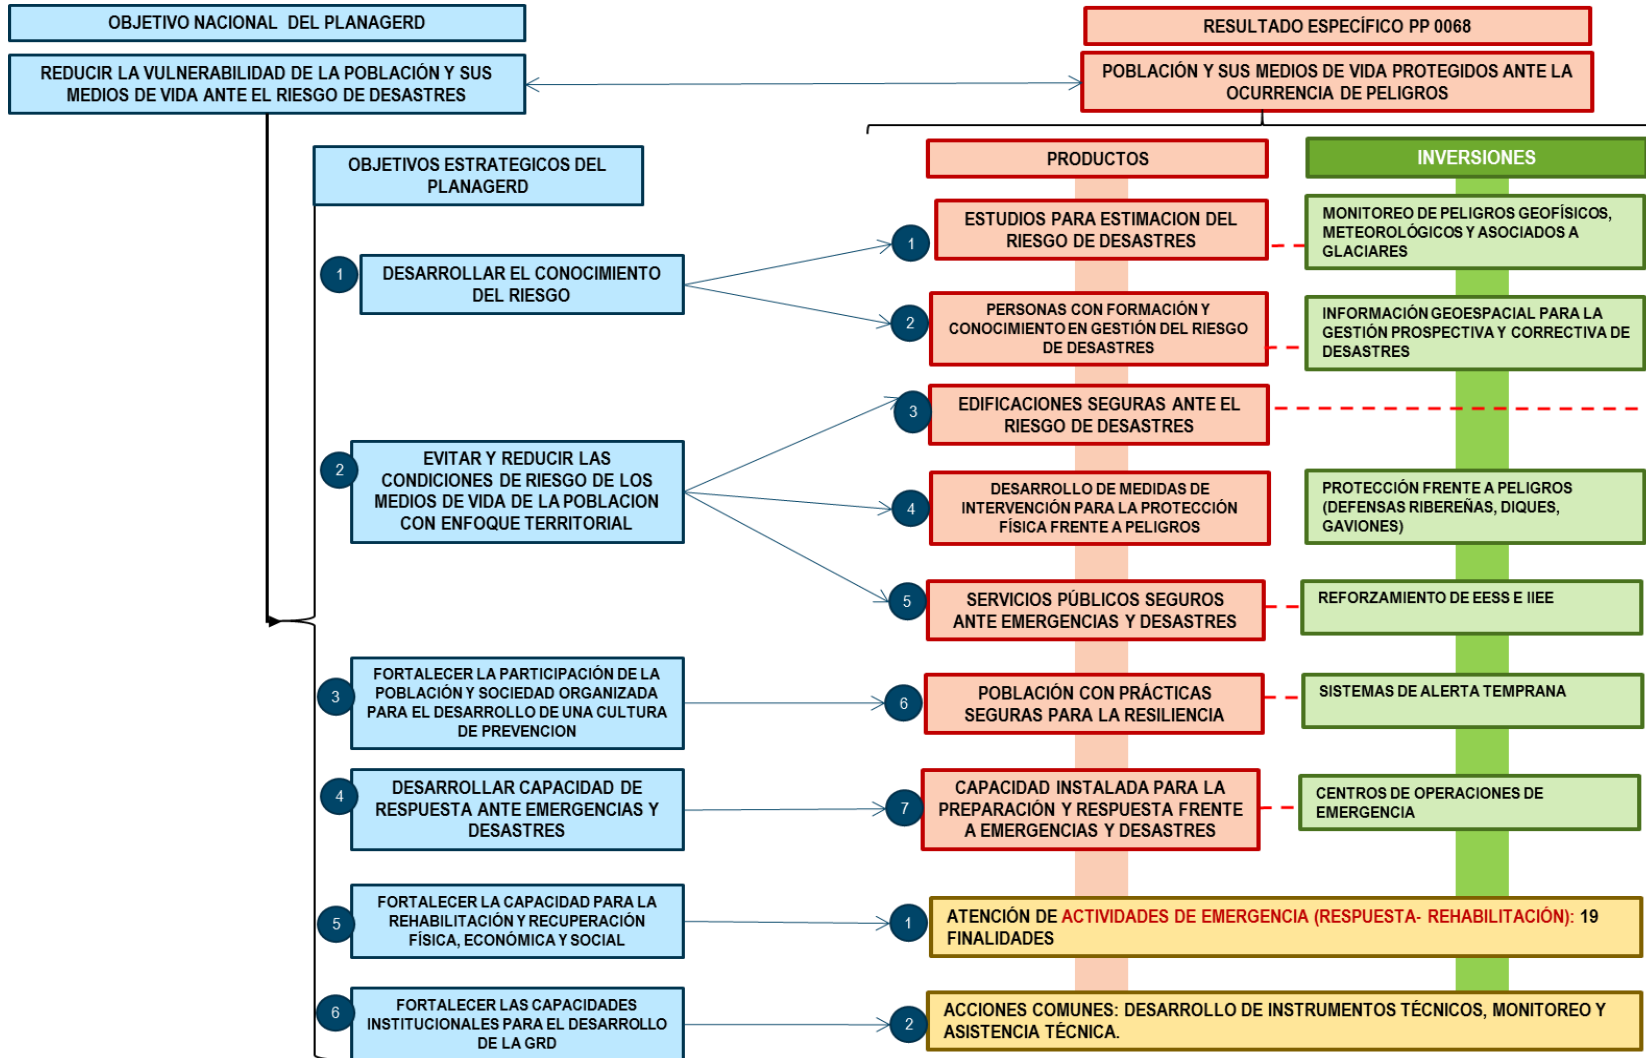 OBJETIVO NACIONAL DEL PLANAGERD
RESULTADO ESPECÍFICO PP 0068
REDUCIR LA VULNERABILIDAD DE LA POBLACIÓN Y SUS
MEDIOS DE VIDA ANTE EL RIESGO DE DESASTRES
POBLACIÓN Y SUS MEDIOS DE VIDA PROTEGIDOS ANTE LA
OCURRENCIA DE PELIGROS
OBJETIVOS ESTRATEGICOS DEL
PLANAGERD
PRODUCTOS
INVERSIONES
1
DESARROLLAR EL CONOCIMIENTO
DEL RIESGO
1
ESTUDIOS PARA ESTIMACION DEL
RIESGO DE DESASTRES
MONITOREO DE PELIGROS GEOFÍSICOS,
METEOROLÓGICOS Y ASOCIADOS A
GLACIARES
2
PERSONAS CON FORMACIÓN Y
CONOCIMIENTO EN GESTIÓN DEL RIESGO
DE DESASTRES
INFORMACIÓN GEOESPACIAL PARA LA
GESTIÓN PROSPECTIVA Y CORRECTIVA DE
DESASTRES
2
EVITAR Y REDUCIR LAS
CONDICIONES DE RIESGO DE LOS
MEDIOS DE VIDA DE LA POBLACION
CON ENFOQUE TERRITORIAL
3
EDIFICACIONES SEGURAS ANTE EL
RIESGO DE DESASTRES
4
DESARROLLO DE MEDIDAS DE
INTERVENCIÓN PARA LA PROTECCIÓN
FÍSICA FRENTE A PELIGROS
PROTECCIÓN FRENTE A PELIGROS
(DEFENSAS RIBEREÑAS, DIQUES,
GAVIONES)
5
SERVICIOS PÚBLICOS SEGUROS
ANTE EMERGENCIAS Y DESASTRES
REFORZAMIENTO DE EESS E IIEE
3
FORTALECER LA PARTICIPACIÓN DE LA
POBLACIÓN Y SOCIEDAD ORGANIZADA
PARA EL DESARROLLO DE UNA CULTURA
DE PREVENCION
6
POBLACIÓN CON PRÁCTICAS
SEGURAS PARA LA RESILIENCIA
SISTEMAS DE ALERTA TEMPRANA
4
DESARROLLAR CAPACIDAD DE
RESPUESTA ANTE EMERGENCIAS Y
DESASTRES
7
CAPACIDAD INSTALADA PARA LA
PREPARACIÓN Y RESPUESTA FRENTE
A EMERGENCIAS Y DESASTRES
CENTROS DE OPERACIONES DE
EMERGENCIA
5
FORTALECER LA CAPACIDAD PARA LA
REHABILITACIÓN Y RECUPERACIÓN
FÍSICA, ECONÓMICA Y SOCIAL
1
ATENCIÓN DE ACTIVIDADES DE EMERGENCIA (RESPUESTA- REHABILITACIÓN): 19
FINALIDADES
6
FORTALECER LAS CAPACIDADES
INSTITUCIONALES PARA EL DESARROLLO
DE LA GRD
2
ACCIONES COMUNES: DESARROLLO DE INSTRUMENTOS TÉCNICOS, MONITOREO Y
ASISTENCIA TÉCNICA.